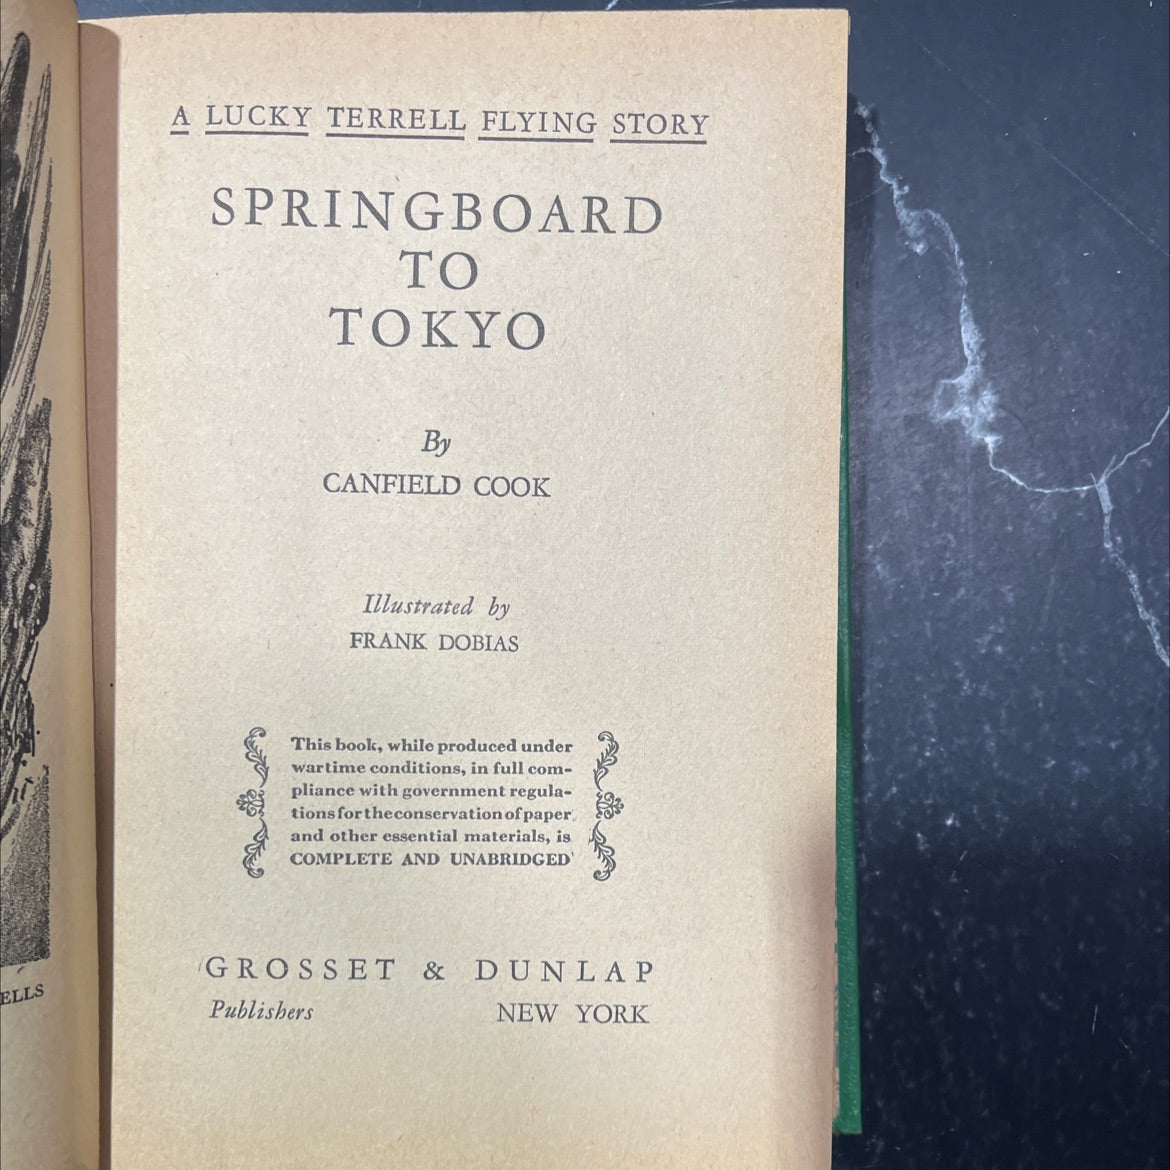 A LUCKY TERRELL FLYING STORY
SPRINGBOARD
TO
TOKYO
By
CANFIELD COOK
Illustrated by
FRANK DOBIAS
This book, while produced under
wartime conditions, in full com-
pliance with government regula-
tions for the conservation of paper
and other essential materials, is
COMPLETE AND UNABRIDGED
GROSSET & DUNLAP
Publishers NEW YORK
ELLS